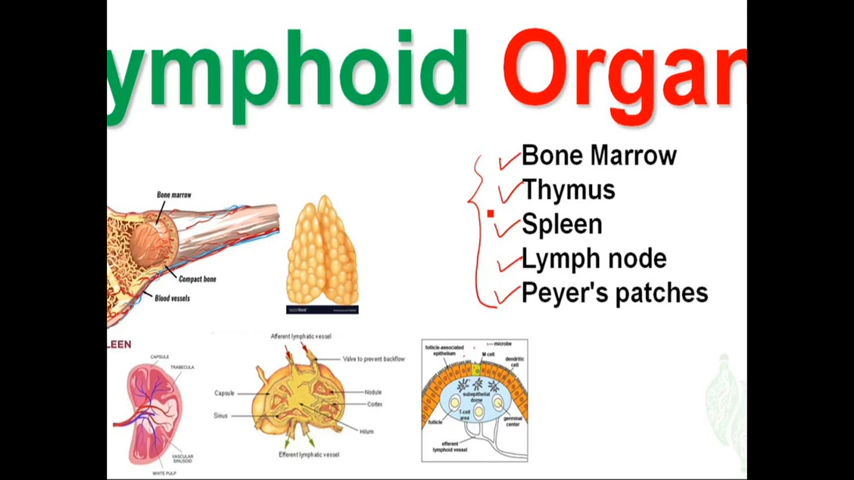 ymphoid Organ
Bone Marrow
Thymus
Spleen
Lymph node
Peyer's patches
Bone marrow
Compact bone
Blood vessels
LEEN
CAPSULE
TRABECULA
VASCULAR
SINUSOID
WHITE PULP
Afferent lymphatic vessel
Valve to prevent backflow
Capsule
Sinus
Nodule
Cortex
Hilum
Efferent lymphatic vessel
follicle-associated
epithelium
microbe
M cell
dendritic
cell
subepithelial
dome
T cell
area
follicle
germinal
center
efferent
lymphoid vessel